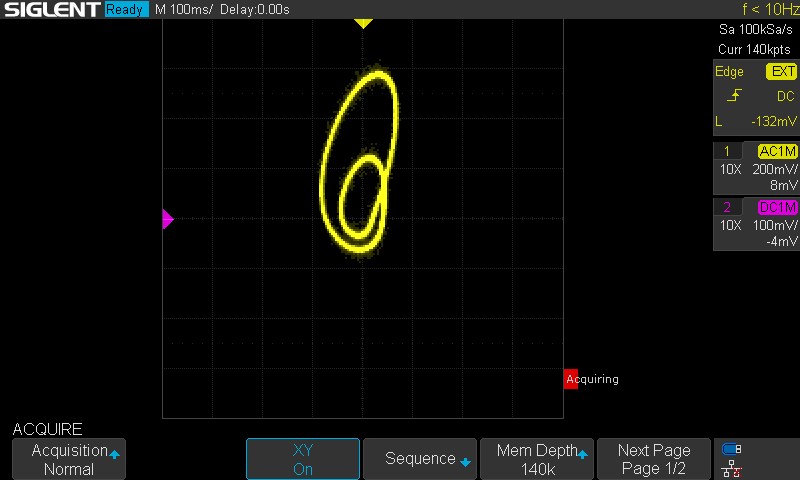 SIGLENT Ready M 100ms/ Delay:0.00s f < 10Hz
Sa 100kSa/s
Curr 140kpts
Edge EXT
DC
L -132mV
1 AC1M
10X 200mV/
8mV
2 DC1M
10X 100mV/
-4mV
Acquiring
ACQUIRE
Acquisition
Normal
XY
On
Sequence
Mem Depth
140k
Next Page
Page 1/2